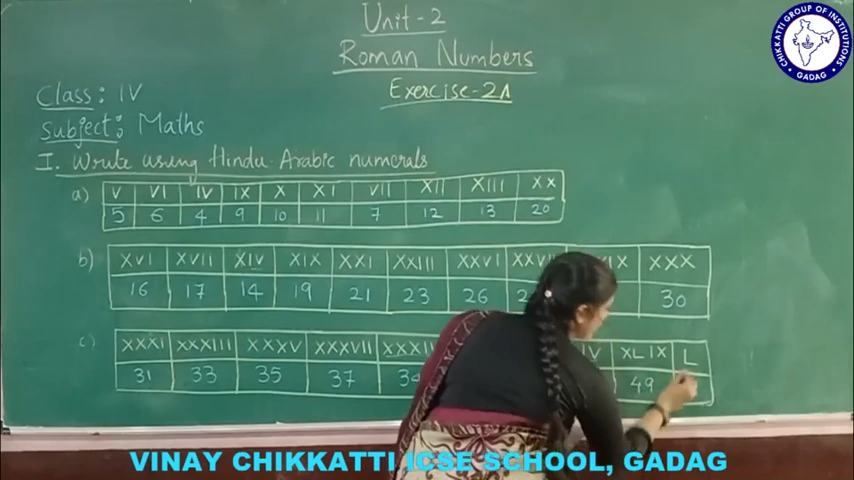 Unit-2
Roman Numbers
Exercise-2A
Class: IV
Subject: Maths
I. Write using Hindu-Arabic numerals
a) V VI IV IX X XI VII XII XIII XX
5 6 4 9 10 11 7 12 13 20
b) XVI XVII XIV XIX XXI XXIII XXVI XXX
16 17 14 19 21 23 26 30
c) XXXI XXXIII XXXV XXXVII XL IX L
31 33 35 37 49
CHIKKATTI GROUP OF INSTITUTIONS
GADAG
VINAY CHIKKATTI ICSE SCHOOL, GADAG